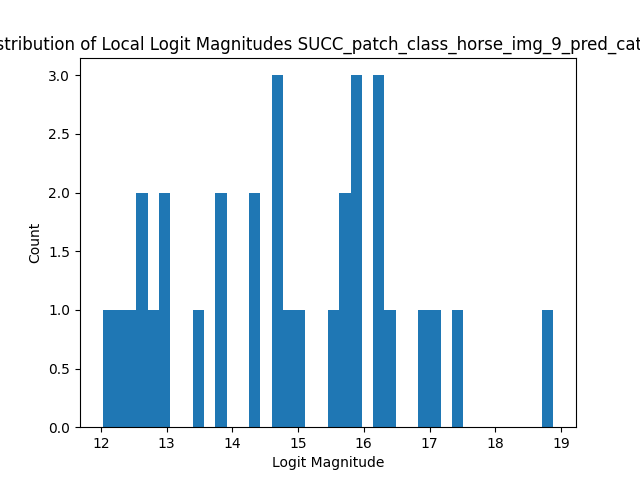 stribution of Local Logit Magnitudes SUCC_patch_class_horse_img_9_pred_cat
3.0
2.5
2.0
1.5
1.0
0.5
0.0
Count
12 13 14 15 16 17 18 19
Logit Magnitude